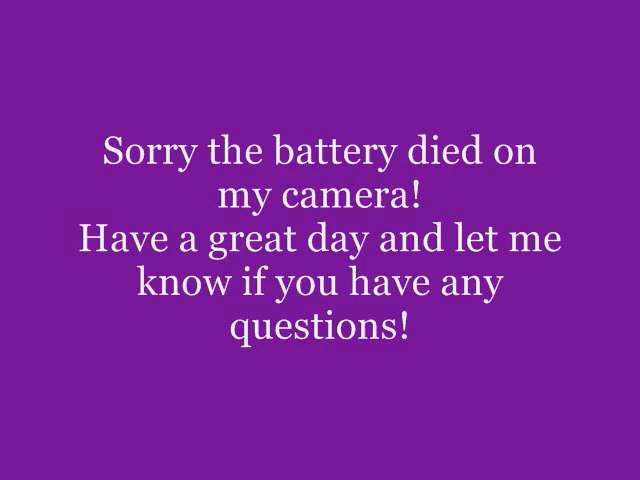 Sorry the battery died on
my camera!
Have a great day and let me
know if you have any
questions!